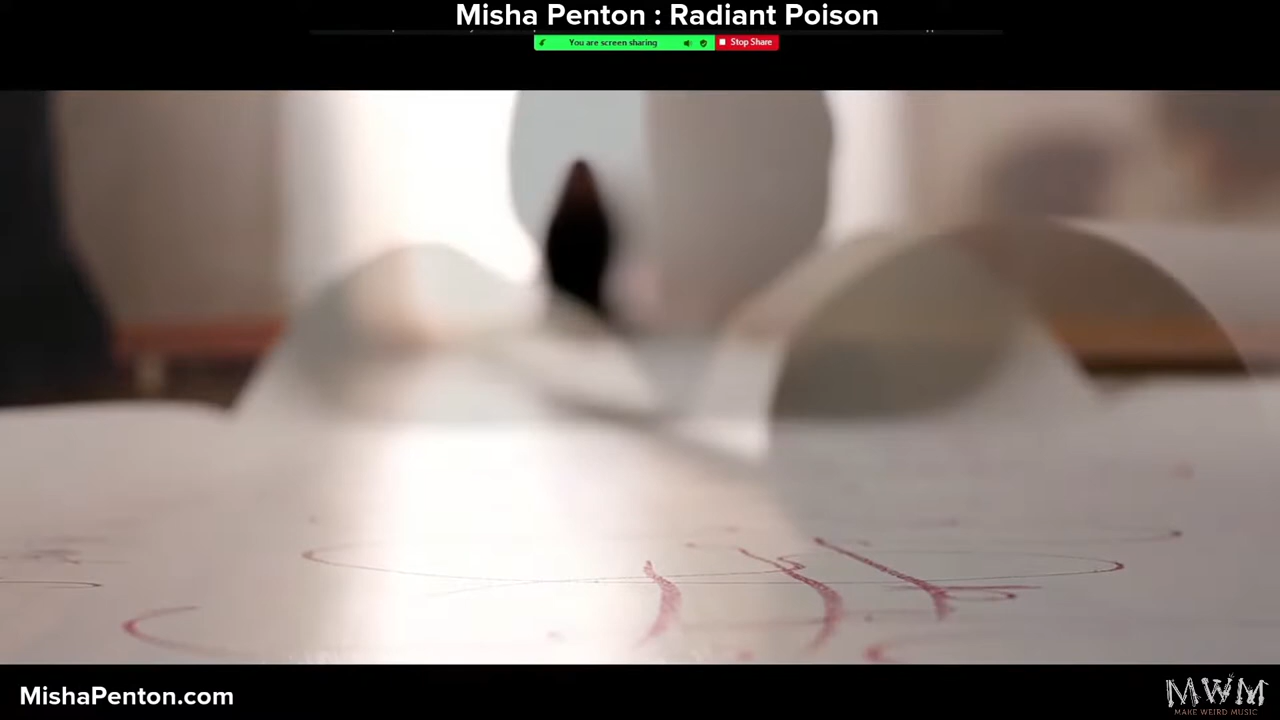 Misha Penton : Radiant Poison
You are screen sharing
Stop Share
MishaPenton.com
MWM
MAKE WEIRD MUSIC